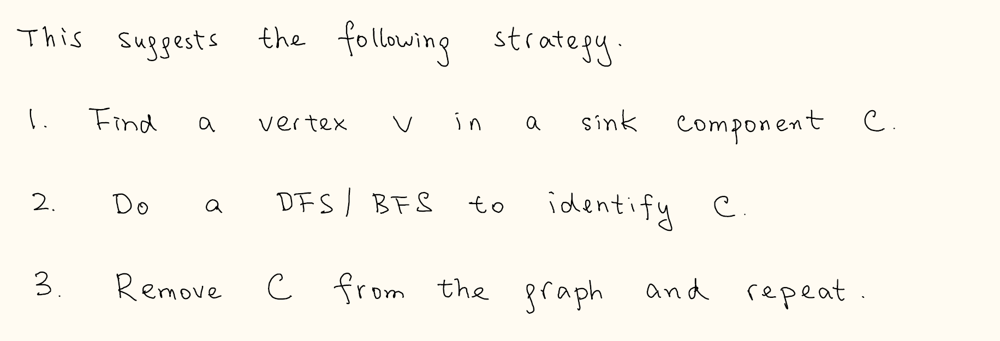 This suggests the following strategy.
1. Find a vertex v in a sink component C.
2. Do a DFS/BFS to identify C.
3. Remove C from the graph and repeat.